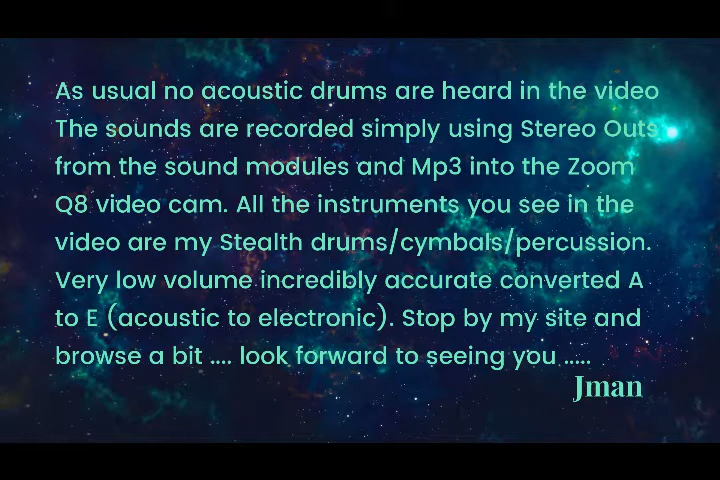 As usual no acoustic drums are heard in the video
The sounds are recorded simply using Stereo Outs
from the sound modules and Mp3 into the Zoom
Q8 video cam. All the instruments you see in the
video are my Stealth drums/cymbals/percussion.
Very low volume incredibly accurate converted A
to E (acoustic to electronic). Stop by my site and
browse a bit .... look forward to seeing you .....
Jman